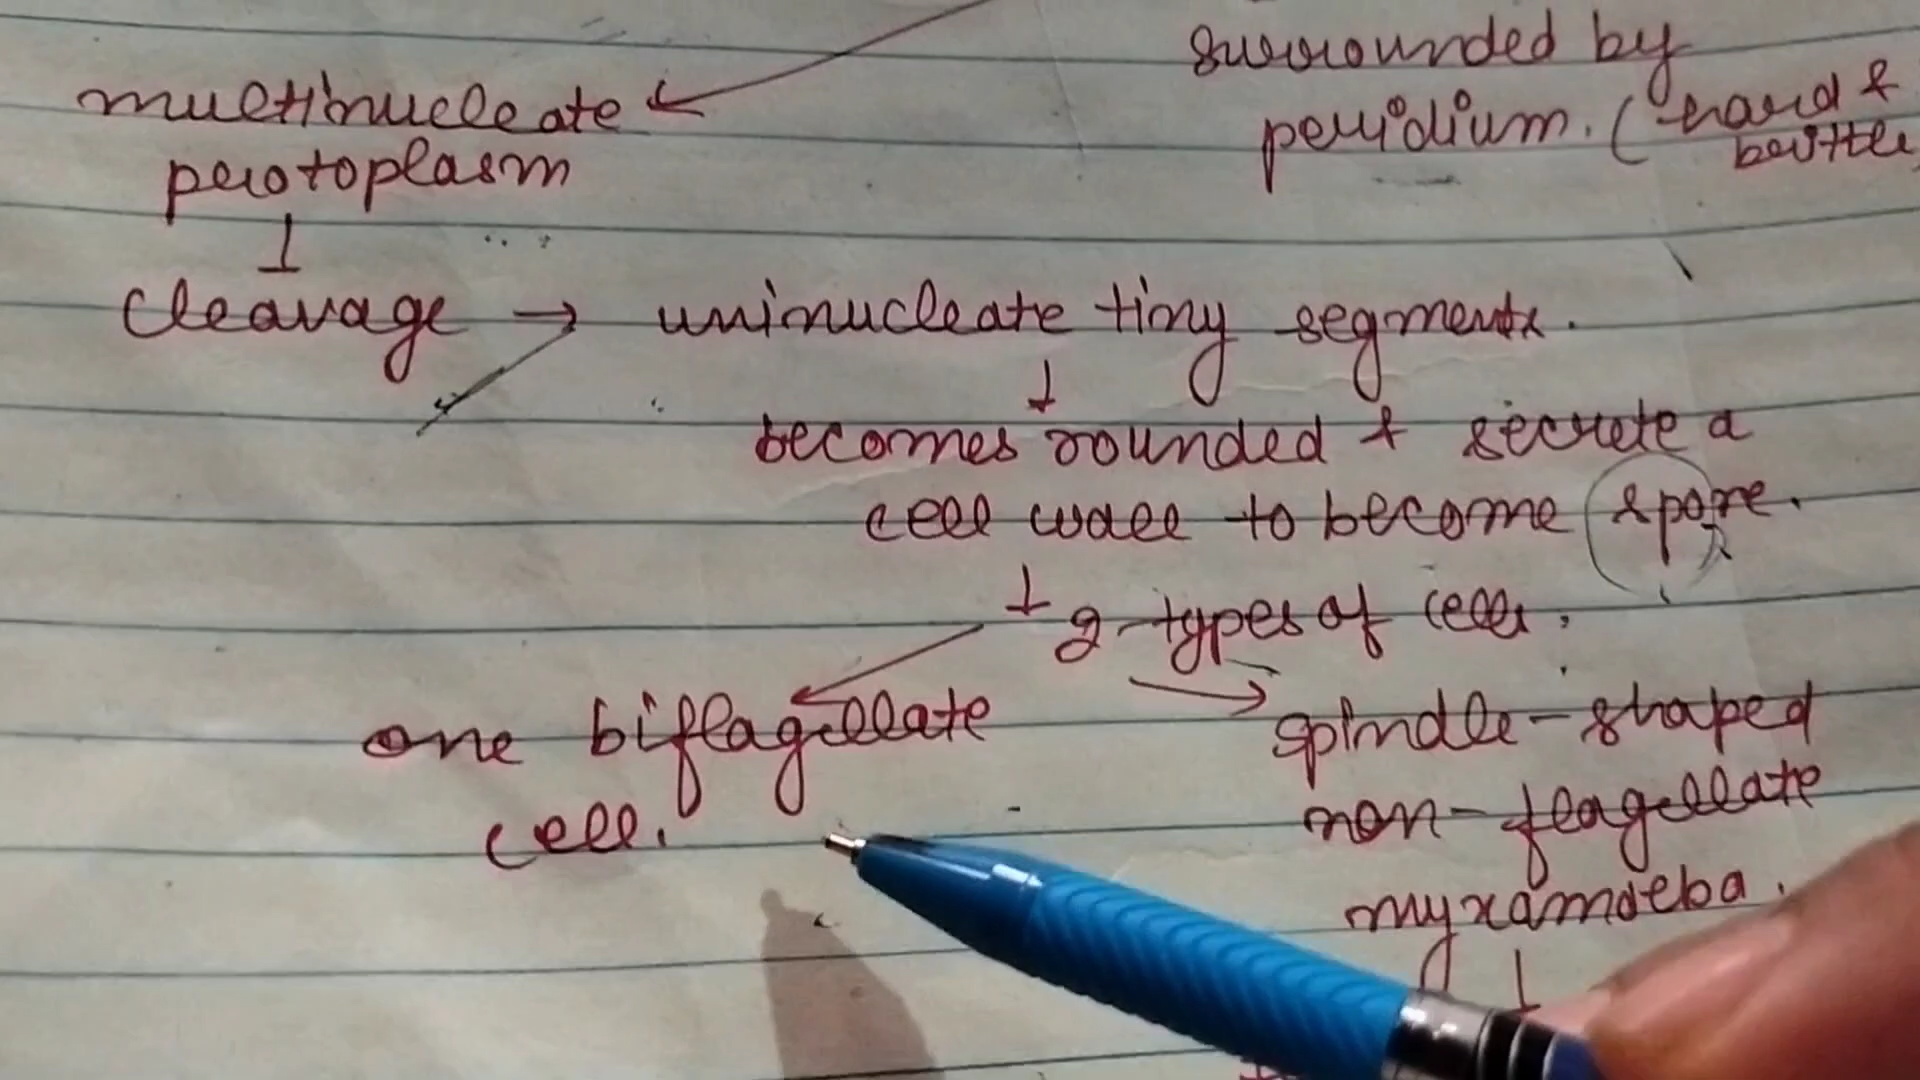 surrounded by
peridium. (hard &
brittle
multinucleate
protoplasm
cleavage → uninucleate tiny segments.
becomes rounded & secrete a
cell wall to become spore.
2-types of cells.
one biflagellate
cell.
spindle-shaped
non-flagellate
myxamoeba.